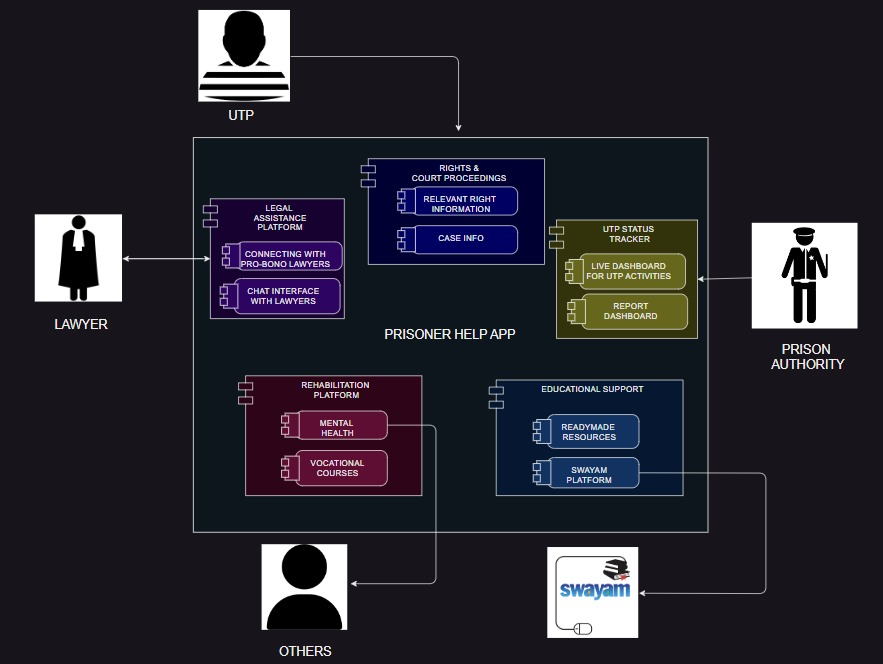 UTP
RIGHTS &
COURT PROCEEDINGS
RELEVANT RIGHT
INFORMATION
CASE INFO
LEGAL
ASSISTANCE
PLATFORM
CONNECTING WITH
PRO-BONO LAWYERS
CHAT INTERFACE
WITH LAWYERS
UTP STATUS
TRACKER
LIVE DASHBOARD
FOR UTP ACTIVITIES
REPORT
DASHBOARD
LAWYER
PRISON
AUTHORITY
PRISONER HELP APP
REHABILITATION
PLATFORM
MENTAL
HEALTH
VOCATIONAL
COURSES
EDUCATIONAL SUPPORT
READYMADE
RESOURCES
SWAYAM
PLATFORM
OTHERS
swayam